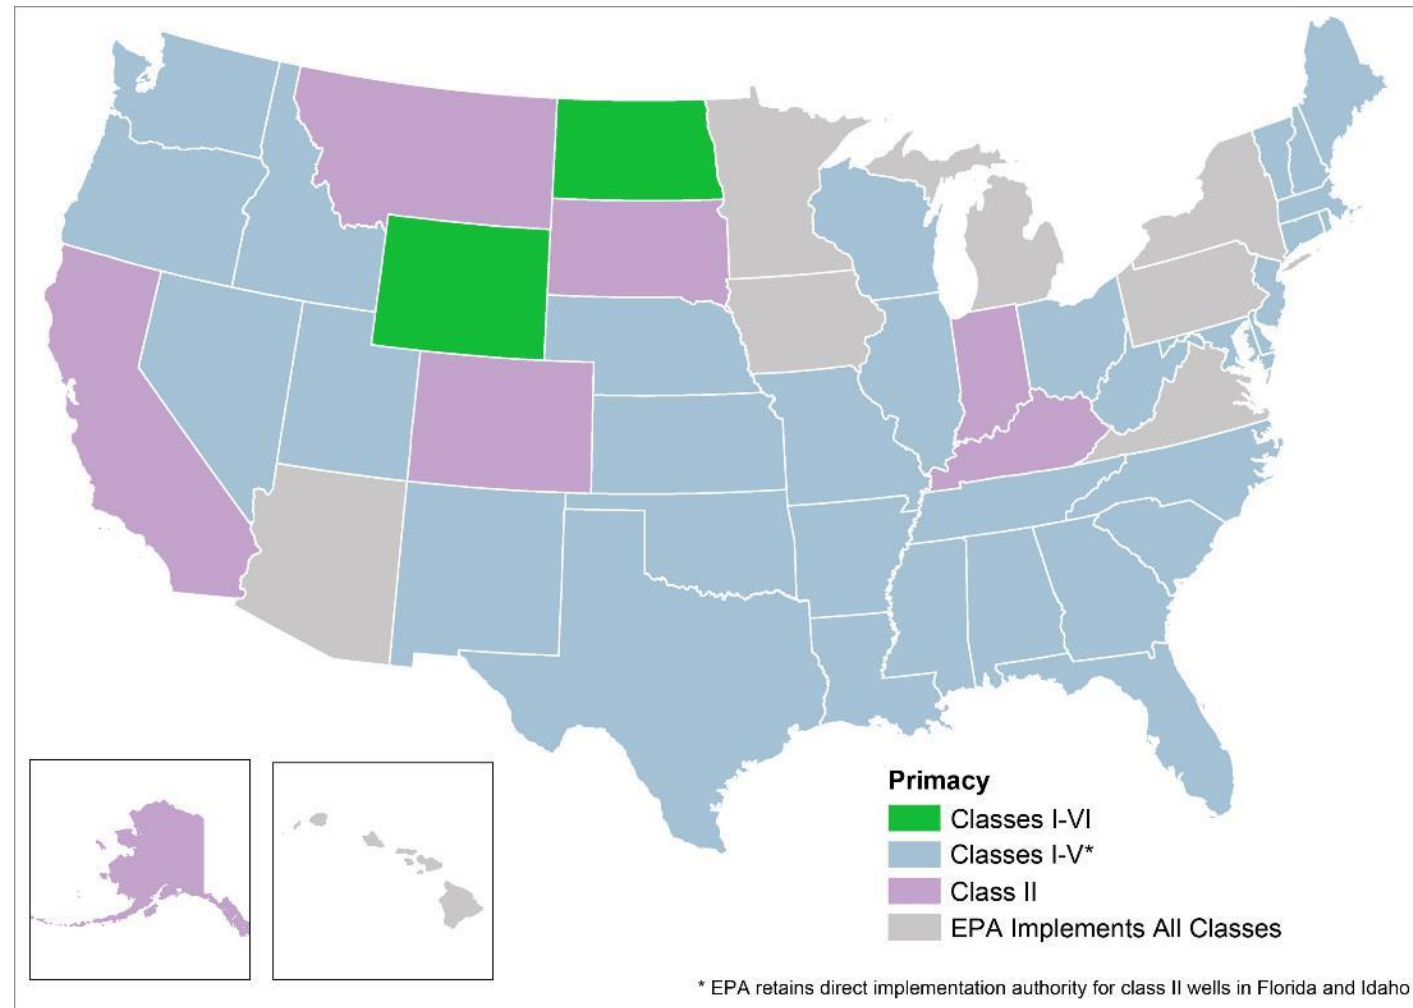 Primacy
Classes I-VI
Classes I-V*
Class II
EPA Implements All Classes
* EPA retains direct implementation authority for class II wells in Florida and Idaho